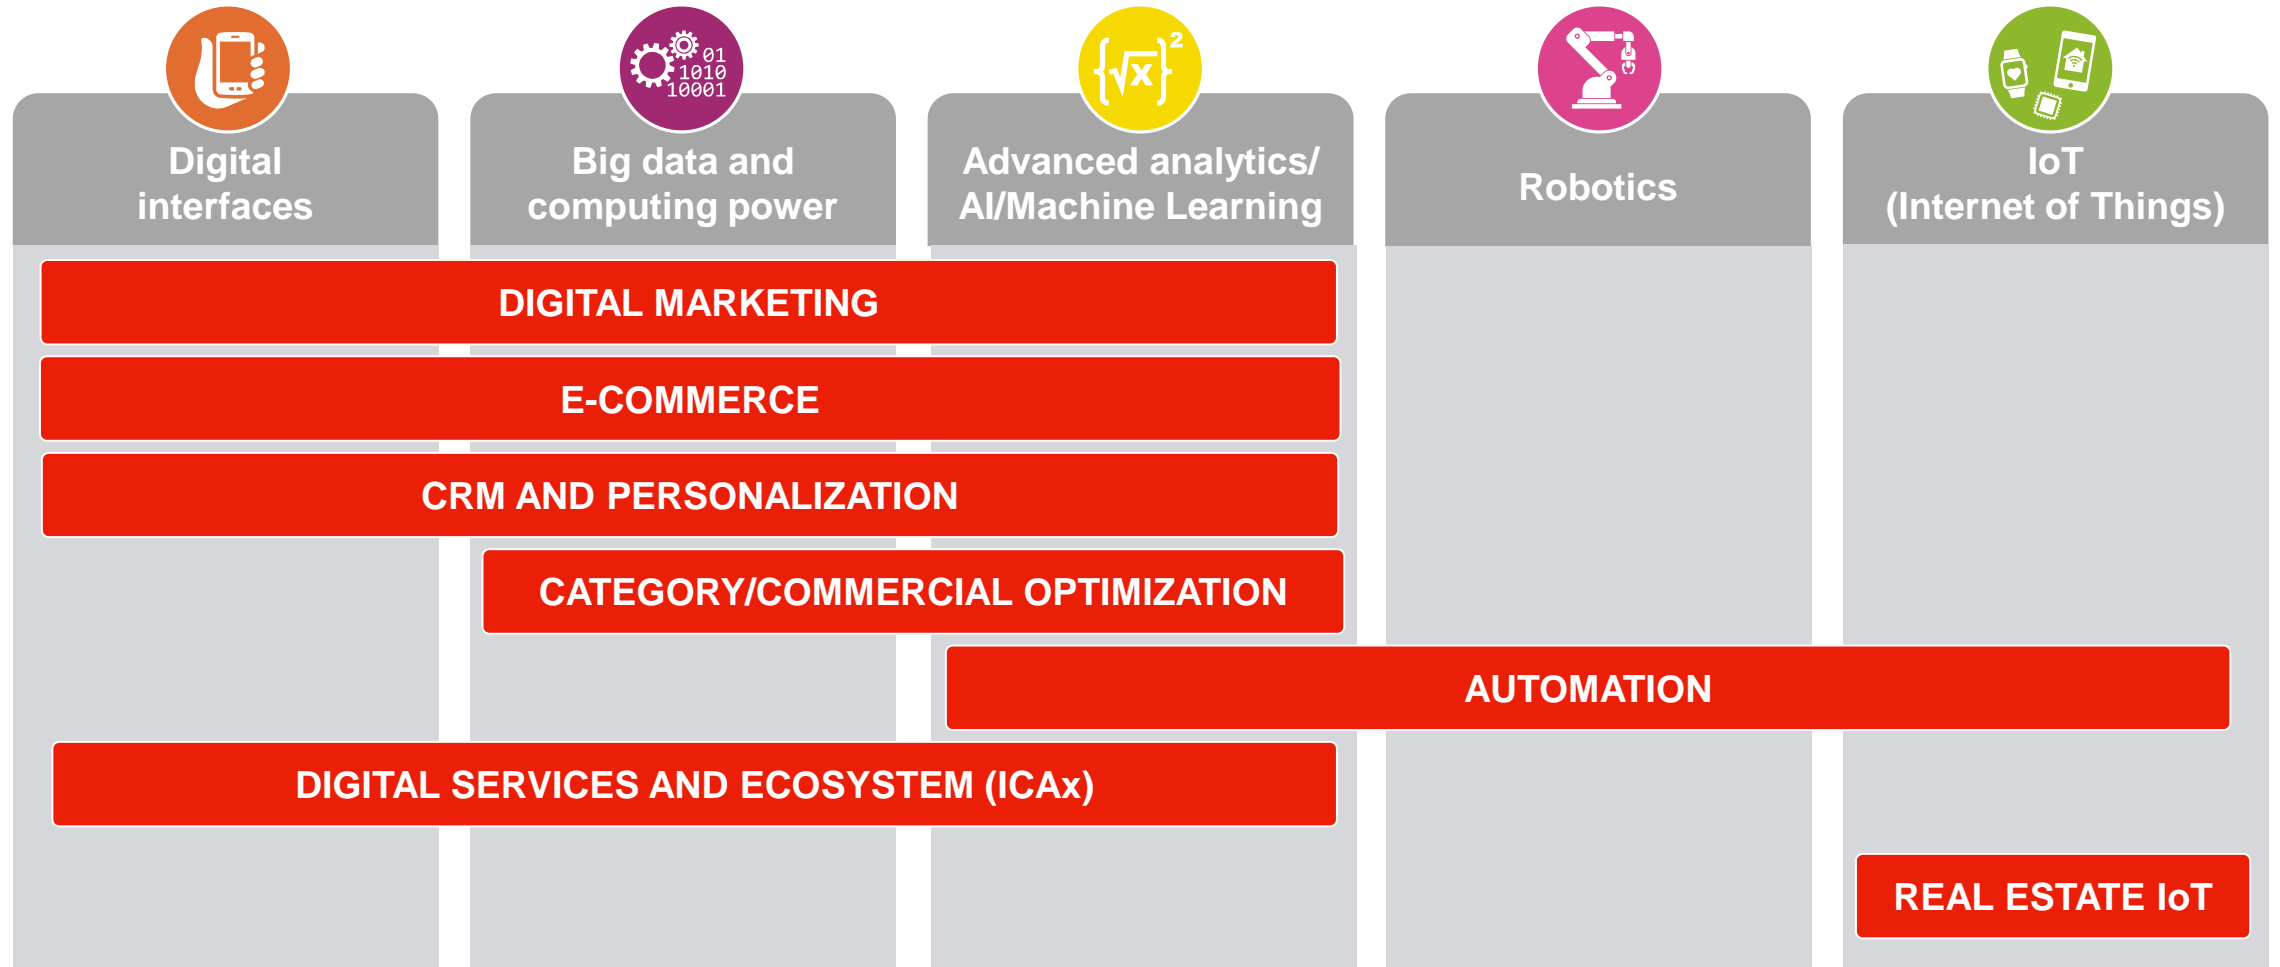 01
1010
10001
{√x}²
Digital
interfaces
Big data and
computing power
Advanced analytics/
AI/Machine Learning
Robotics
IoT
(Internet of Things)
DIGITAL MARKETING
E-COMMERCE
CRM AND PERSONALIZATION
CATEGORY/COMMERCIAL OPTIMIZATION
AUTOMATION
DIGITAL SERVICES AND ECOSYSTEM (ICAx)
REAL ESTATE IoT